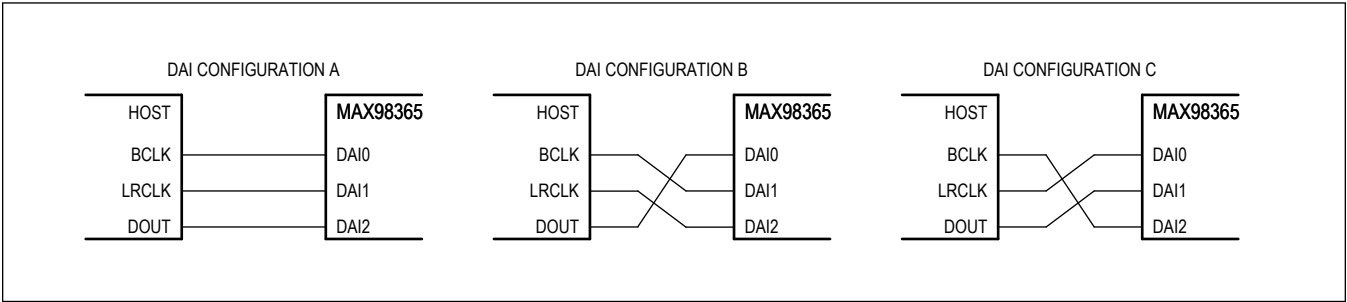 DAI CONFIGURATION A
HOST
MAX98365
BCLK
DAI0
LRCLK
DAI1
DOUT
DAI2
DAI CONFIGURATION B
HOST
MAX98365
BCLK
DAI0
LRCLK
DAI1
DOUT
DAI2
DAI CONFIGURATION C
HOST
MAX98365
BCLK
DAI0
LRCLK
DAI1
DOUT
DAI2